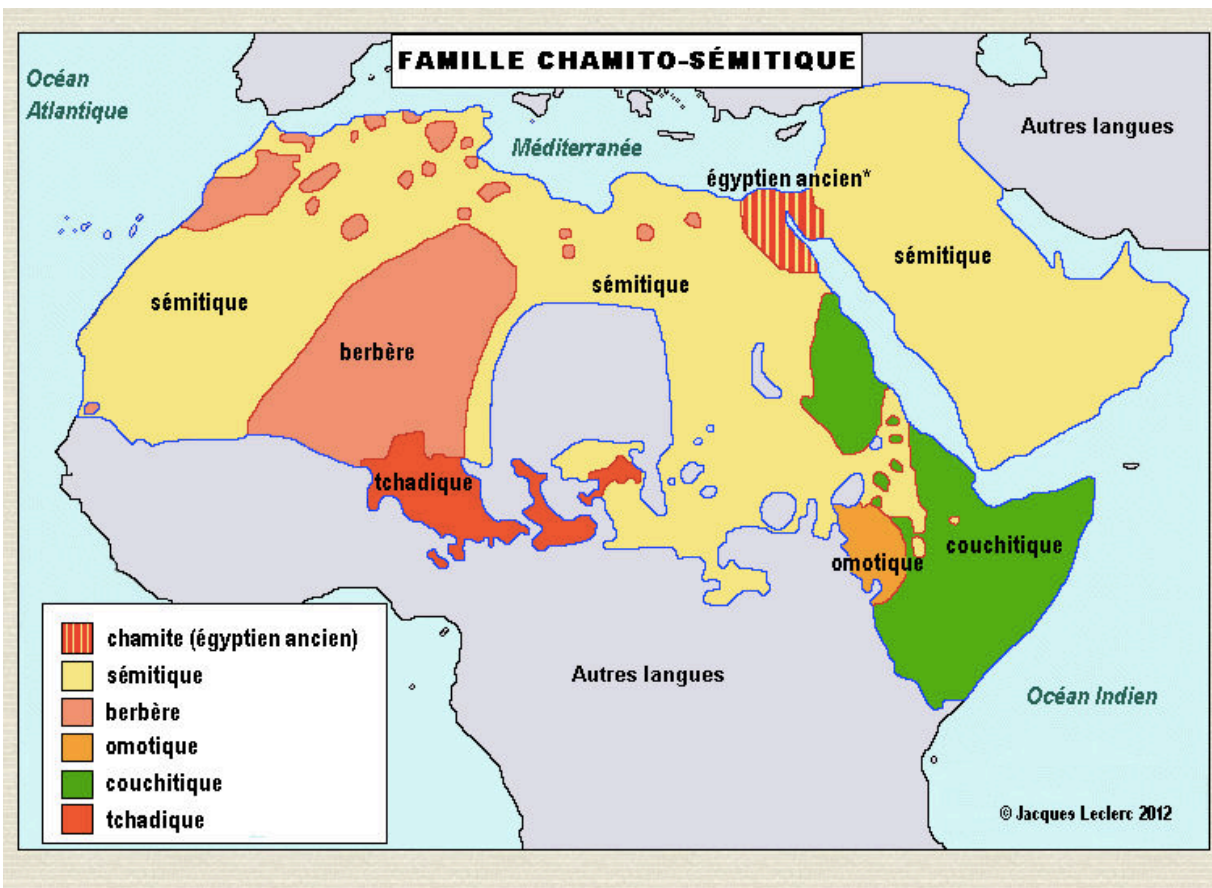 FAMILLE CHAMITO-SÉMITIQUE
Océan
Atlantique
Autres langues
Méditerranée
égyptien ancien*
sémitique
sémitique
sémitique
berbère
tchadique
couchitique
omotique
chamite (égyptien ancien)
sémitique
berbère
omotique
couchitique
tchadique
Autres langues
Océan Indien
© Jacques Leclerc 2012